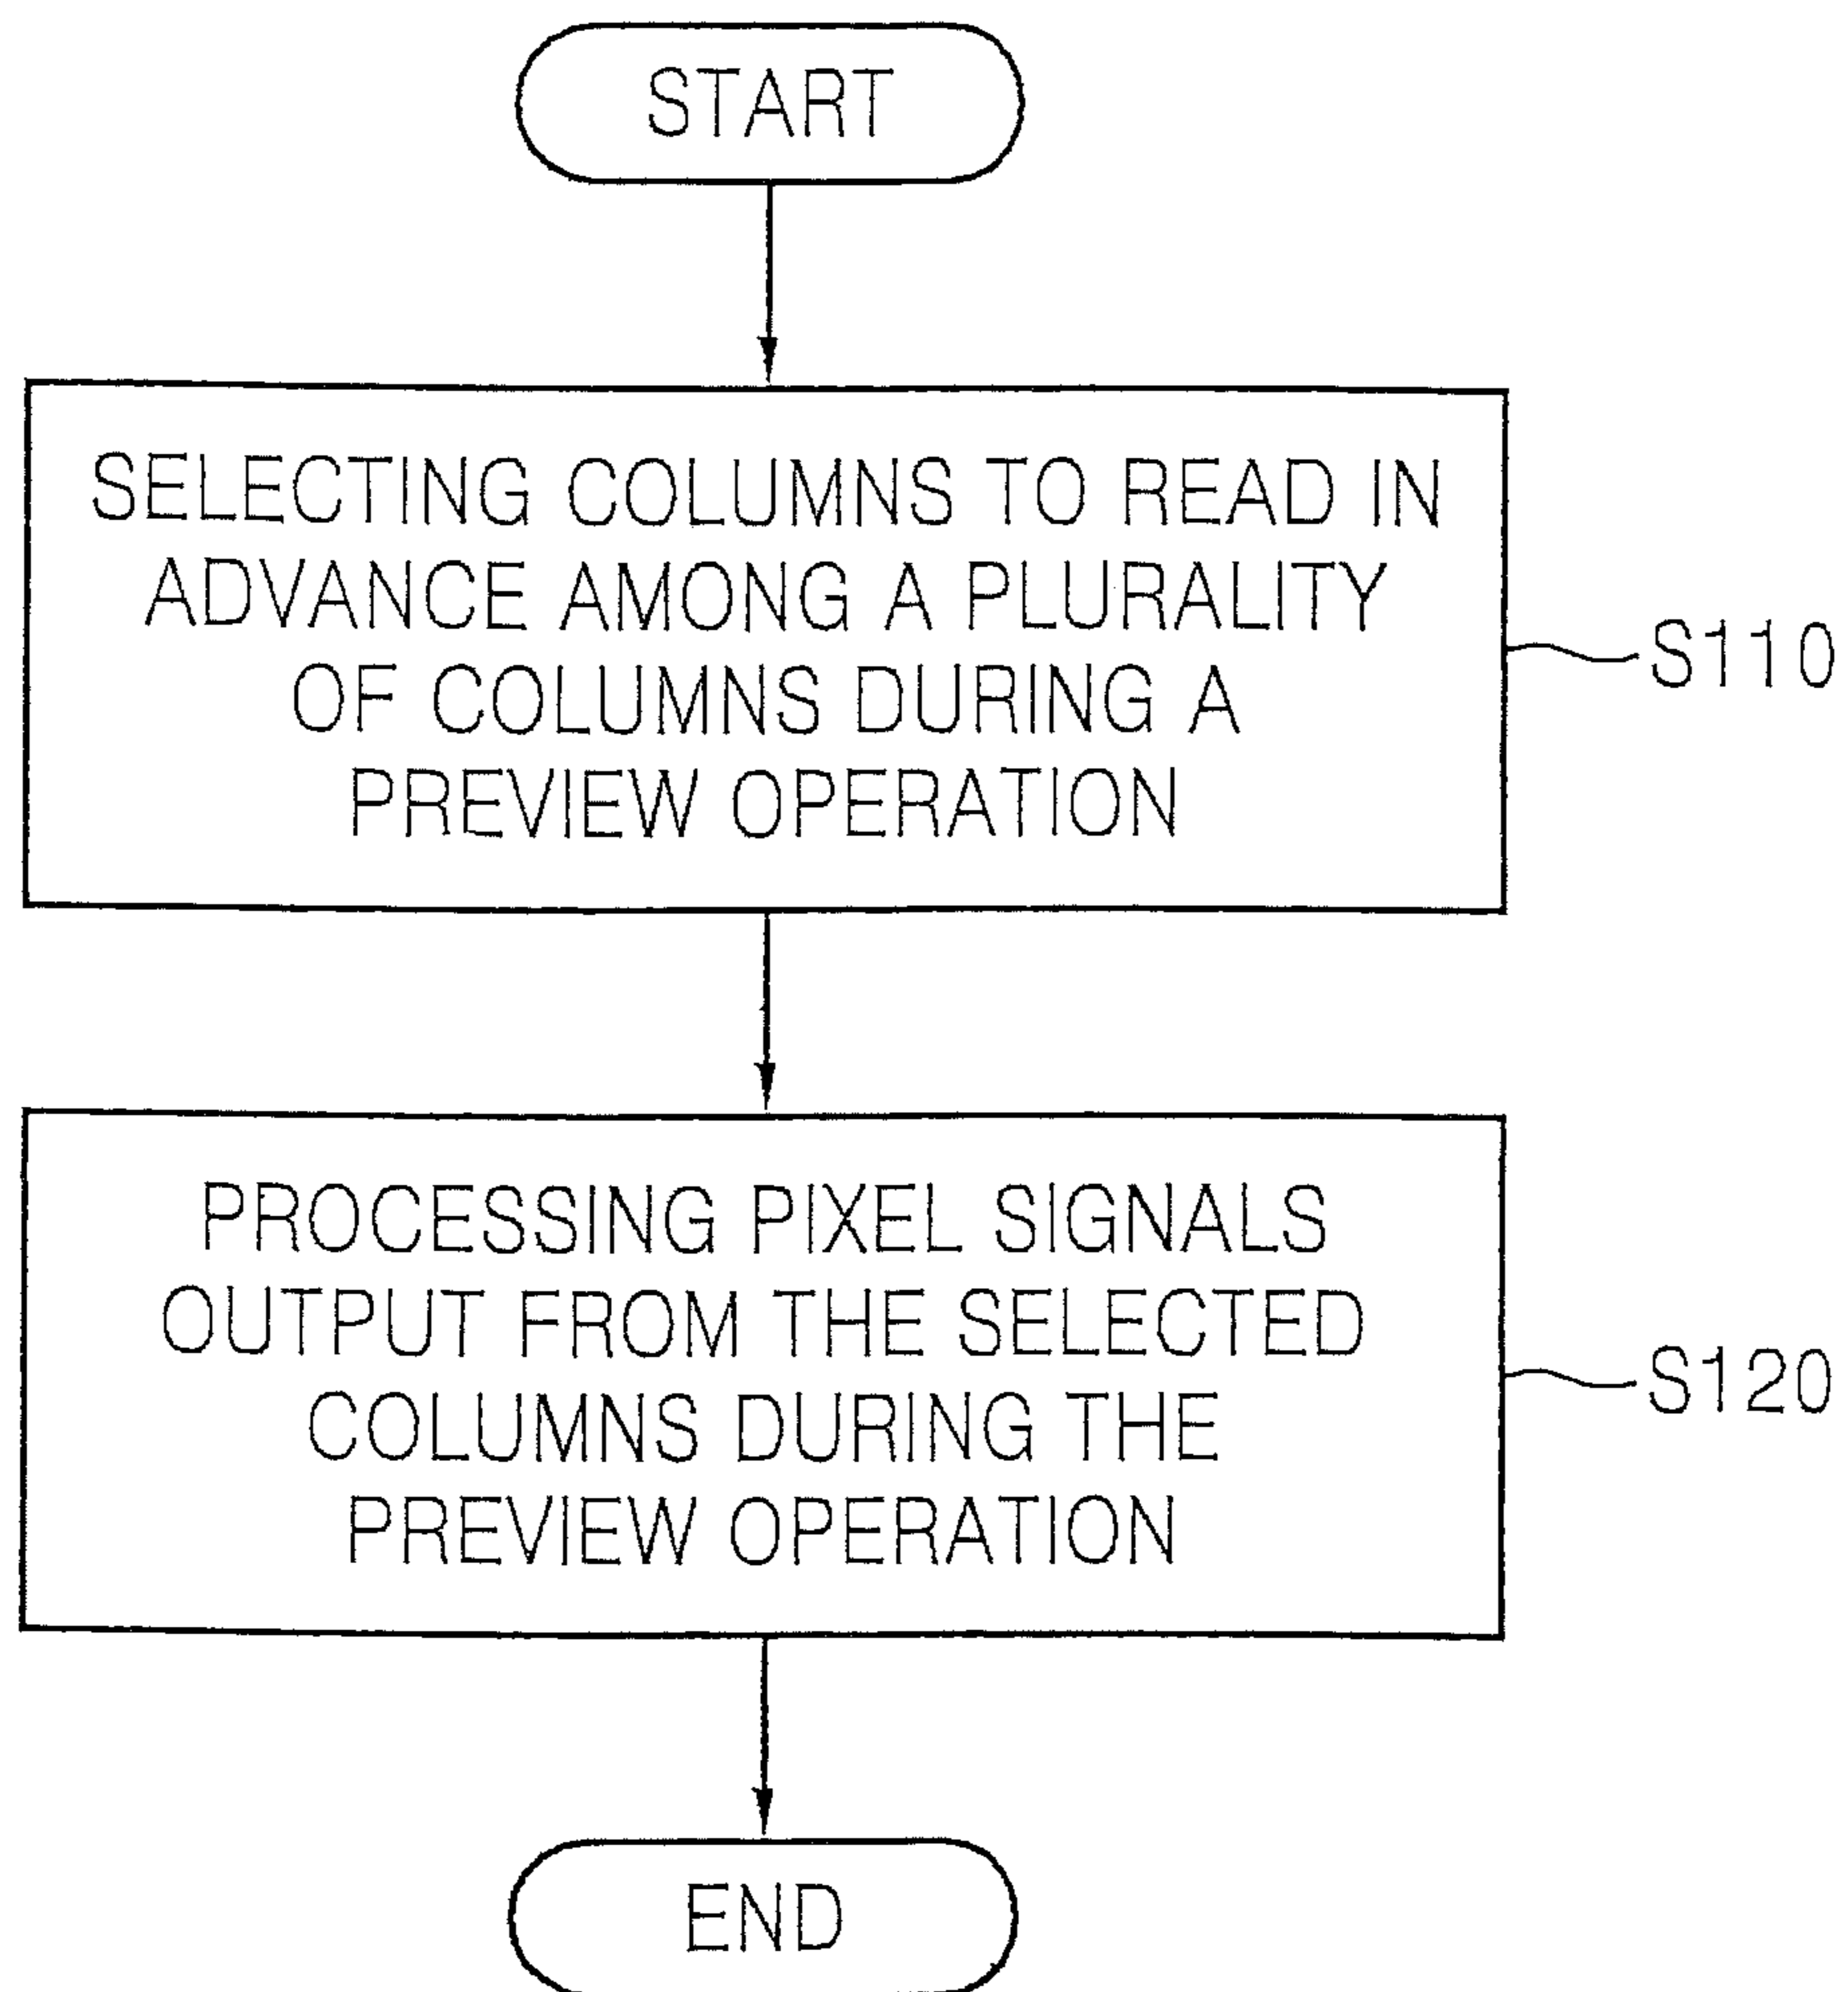 START
SELECTING COLUMNS TO READ IN
ADVANCE AMONG A PLURALITY
OF COLUMNS DURING A
PREVIEW OPERATION
S110
PROCESSING PIXEL SIGNALS
OUTPUT FROM THE SELECTED
COLUMNS DURING THE
PREVIEW OPERATION
S120
END